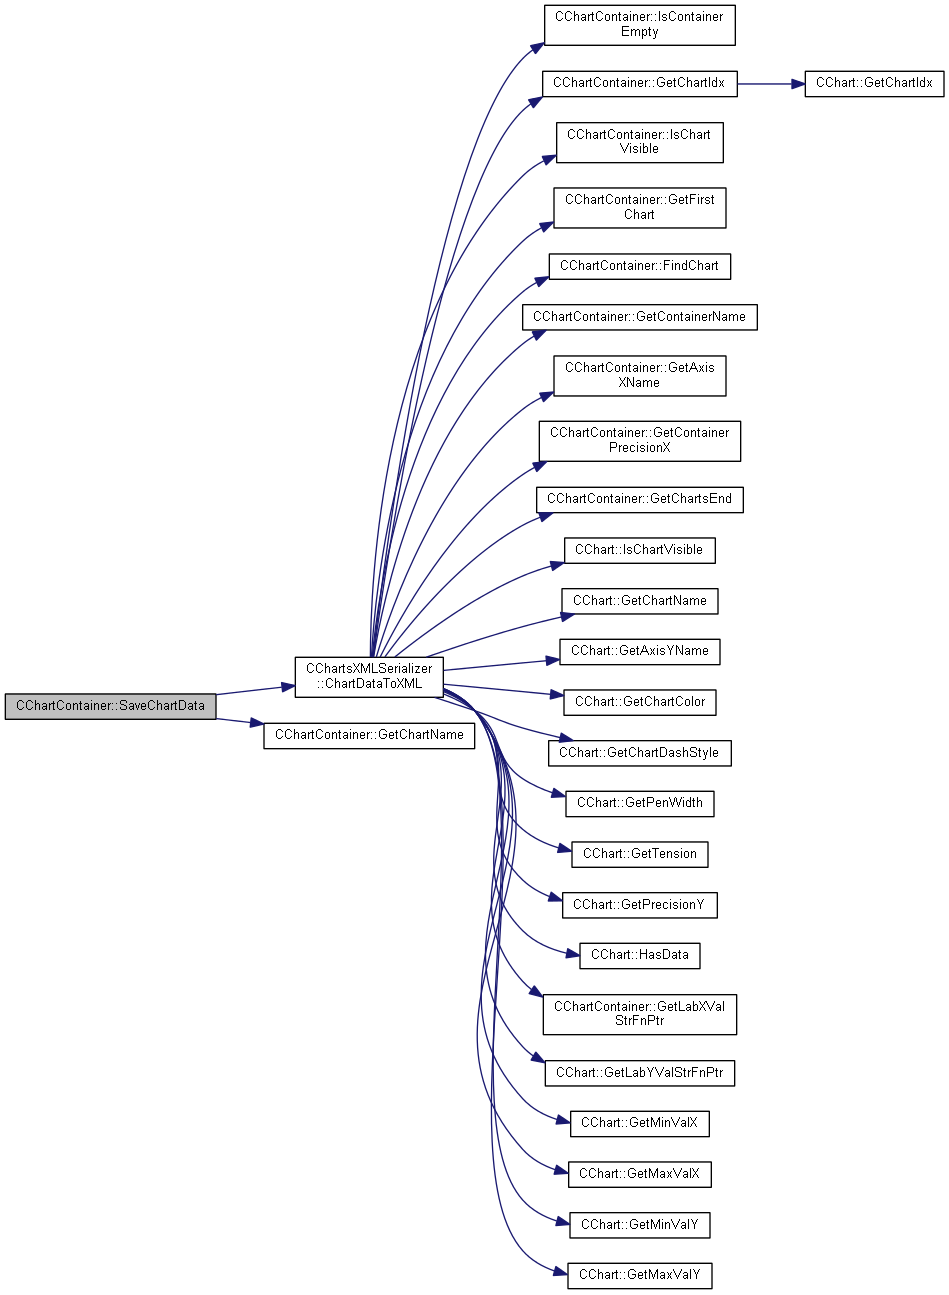 CChartContainer::IsContainer
Empty
CChartContainer::GetChartIdx
CChart::GetChartIdx
CChartContainer::IsChart
Visible
CChartContainer::GetFirst
Chart
CChartContainer::FindChart
CChartContainer::GetContainerName
CChartContainer::GetAxis
XName
CChartContainer::GetContainer
PrecisionX
CChartContainer::GetChartsEnd
CChart::IsChartVisible
CChart::GetChartName
CChart::GetAxisYName
CChartsXMLSerializer
::ChartDataToXML
CChart::GetChartColor
CChartContainer::SaveChartData
CChartContainer::GetChartName
CChart::GetChartDashStyle
CChart::GetPenWidth
CChart::GetTension
CChart::GetPrecisionY
CChart::HasData
CChartContainer::GetLabXVal
StrFnPtr
CChart::GetLabYValStrFnPtr
CChart::GetMinValX
CChart::GetMaxValX
CChart::GetMinValY
CChart::GetMaxValY